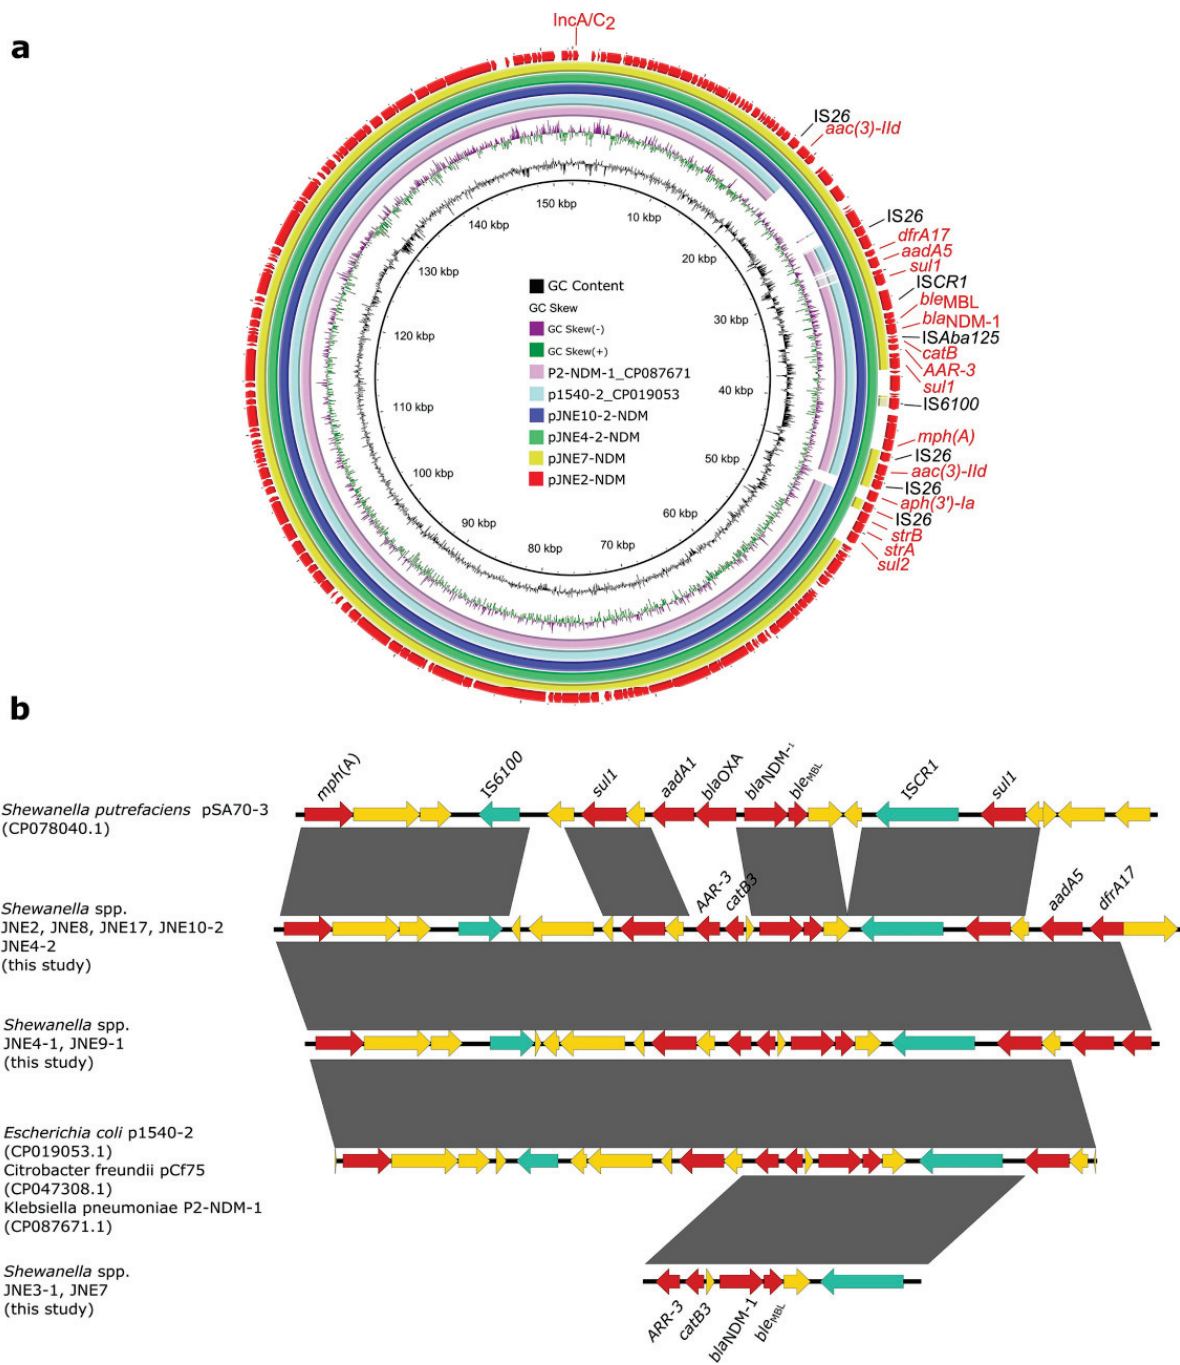 a
IncA/C2
IS26
aac(3)-IId
IS26
dfrA17
aadA5
sul1
ISCR1
bleMBL
blaNDM-1
ISAba125
catB
AAR-3
sul1
IS6100
mph(A)
IS26
aac(3)-IId
IS26
aph(3')-Ia
IS26
strB
strA
sul2
150 kbp
10 kbp
20 kbp
30 kbp
40 kbp
50 kbp
60 kbp
70 kbp
80 kbp
90 kbp
100 kbp
110 kbp
120 kbp
130 kbp
140 kbp
GC Content
GC Skew
GC Skew(-)
GC Skew(+)
P2-NDM-1_CP087671
p1540-2_CP019053
pJNE10-2-NDM
pJNE4-2-NDM
pJNE7-NDM
pJNE2-NDM
b
mph(A)
IS6100
sul1
aadA1
blaOXA
blaNDM-1
bleMBL
ISCR1
sul1
Shewanella putrefaciens pSA70-3
(CP078040.1)
AAR-3
catB3
aadA5
dfrA17
Shewanella spp.
JNE2, JNE8, JNE17, JNE10-2
JNE4-2
(this study)
Shewanella spp.
JNE4-1, JNE9-1
(this study)
Escherichia coli p1540-2
(CP019053.1)
Citrobacter freundii pCf75
(CP047308.1)
Klebsiella pneumoniae P2-NDM-1
(CP087671.1)
Shewanella spp.
JNE3-1, JNE7
(this study)
ARR-3
catB3
blaNDM-1
bleMBL